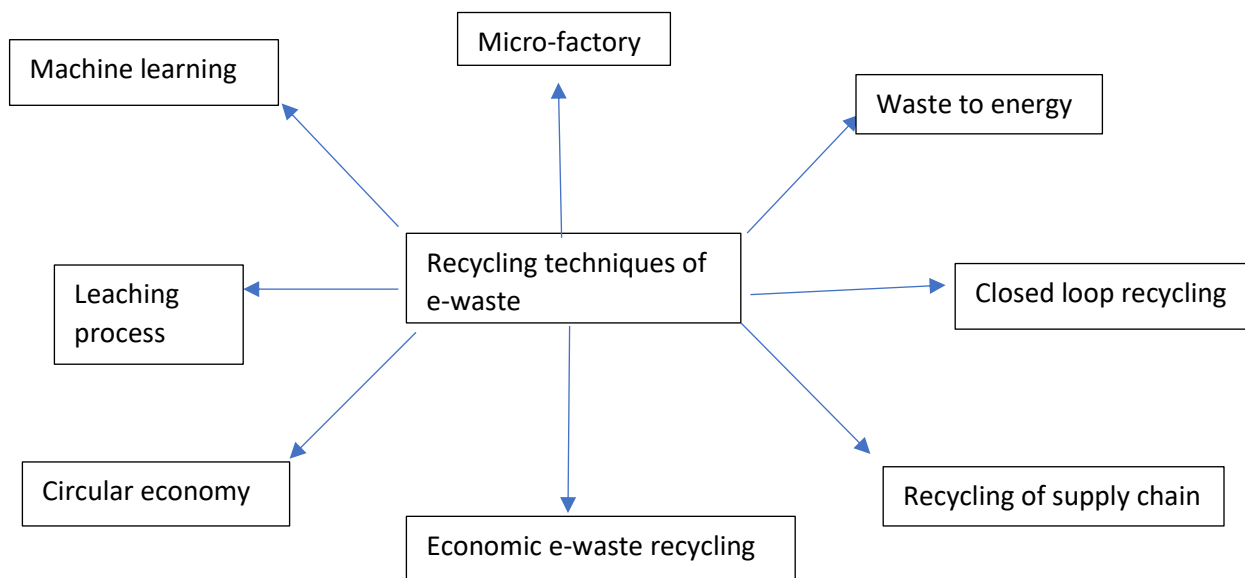 Micro-factory
Machine learning
Waste to energy
Recycling techniques of
e-waste
Leaching
process
Closed loop recycling
Circular economy
Recycling of supply chain
Economic e-waste recycling